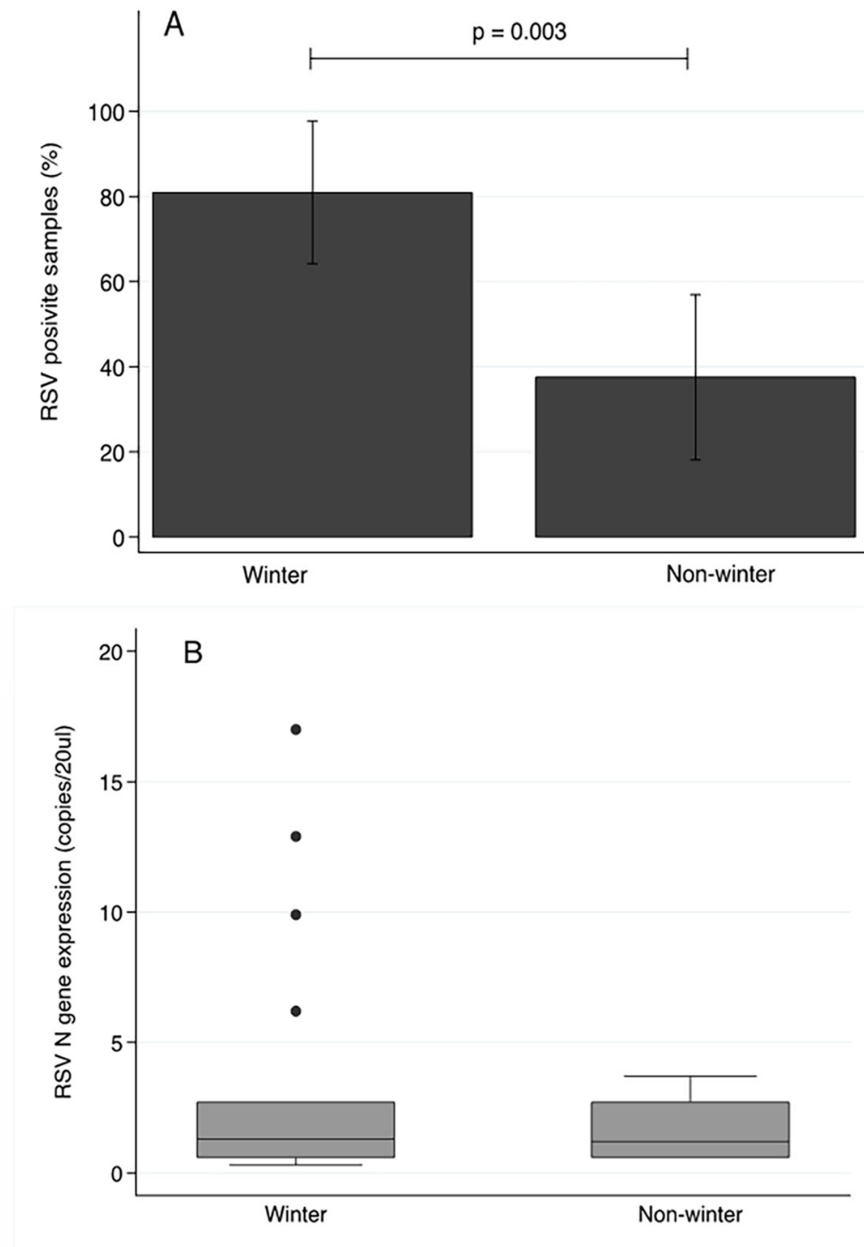 A
p = 0.003
RSV posivite samples (%)
100
80
60
40
20
0
Winter Non-winter
B
RSV N gene expression (copies/20ul)
20
15
10
5
0
Winter Non-winter